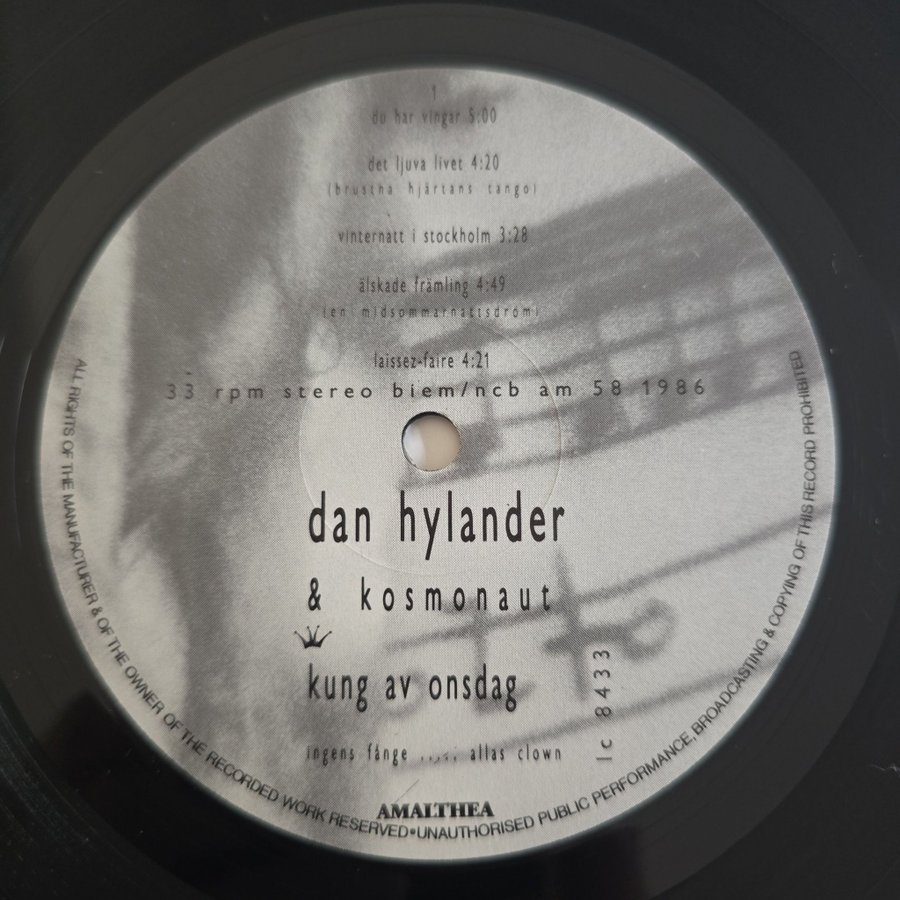 1
du har vingar 5:00
det ljuva livet 4:20
(brustna hjärtans tango)
vinternatt i stockholm 3:28
älskade främling 4:49
(en midsommarnattsdröm)
laissez-faire 4:21
33 rpm stereo biem/ncb am 58 1986
dan hylander
& kosmonaut
kung av onsdag
ingens fånge ..... allas clown
lc 8433
AMALTHEA
ALL RIGHTS OF THE MANUFACTURER & OF THE OWNER OF THE RECORDED WORK RESERVED•UNAUTHORISED PUBLIC PERFORMANCE, BROADCASTING & COPYING OF THIS RECORD PROHIBITED